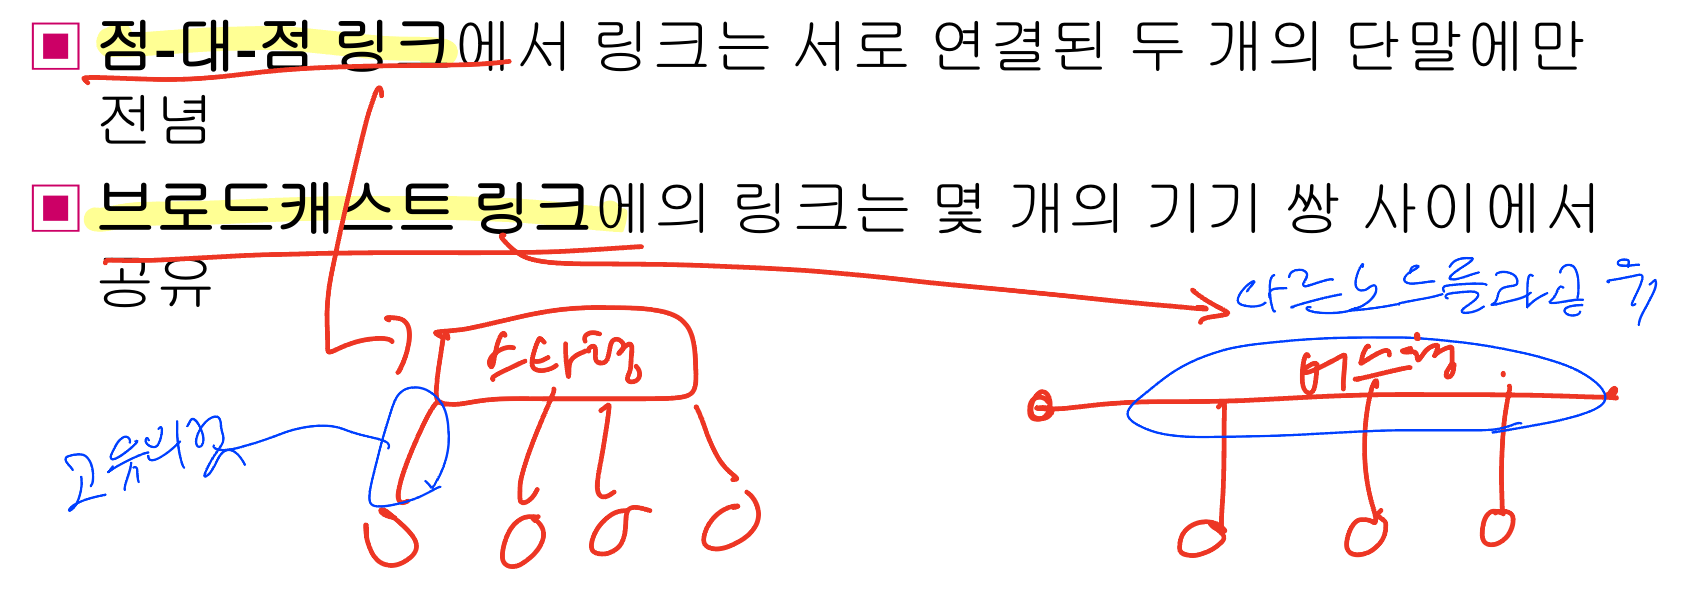 점-대-점 링크에서 링크는 서로 연결된 두 개의 단말에만
전념
브로드캐스트 링크에의 링크는 몇 개의 기기 쌍 사이에서
공유
다른노드들과공유
스타형
버스형
고유의것